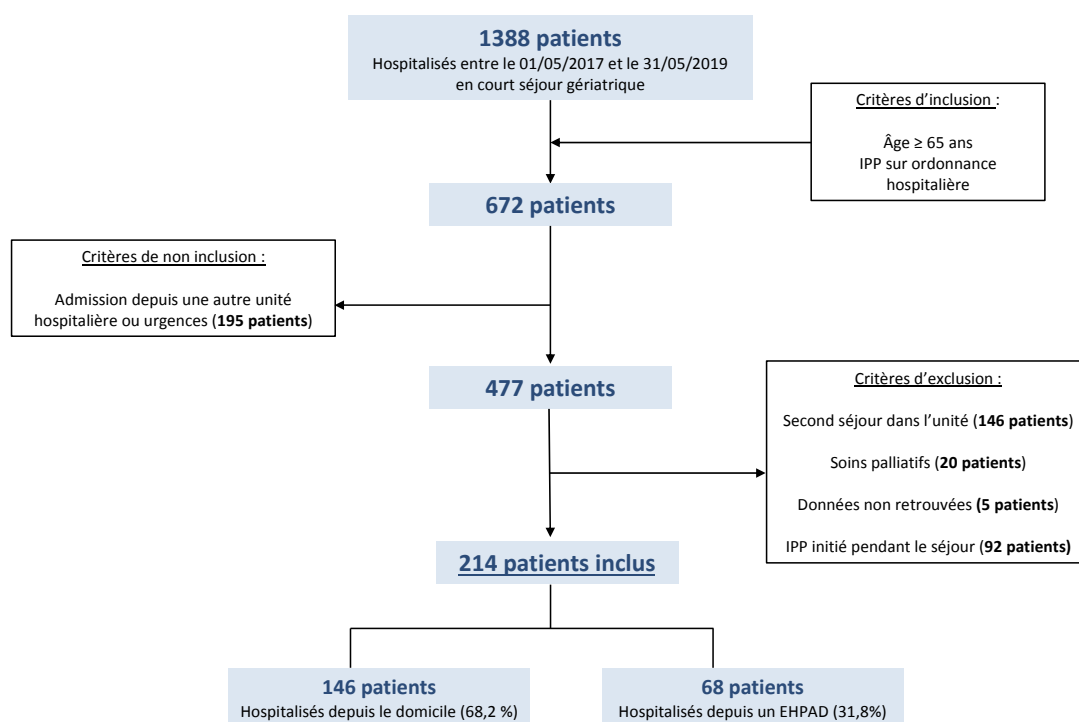 1388 patients
Hospitalisés entre le 01/05/2017 et le 31/05/2019
en court séjour gériatrique
Critères d'inclusion :
Âge ≥ 65 ans
IPP sur ordonnance
hospitalière
672 patients
Critères de non inclusion :
Admission depuis une autre unité
hospitalière ou urgences (195 patients)
477 patients
Critères d'exclusion :
Second séjour dans l'unité (146 patients)
Soins palliatifs (20 patients)
Données non retrouvées (5 patients)
IPP initié pendant le séjour (92 patients)
214 patients inclus
146 patients
Hospitalisés depuis le domicile (68,2 %)
68 patients
Hospitalisés depuis un EHPAD (31,8%)